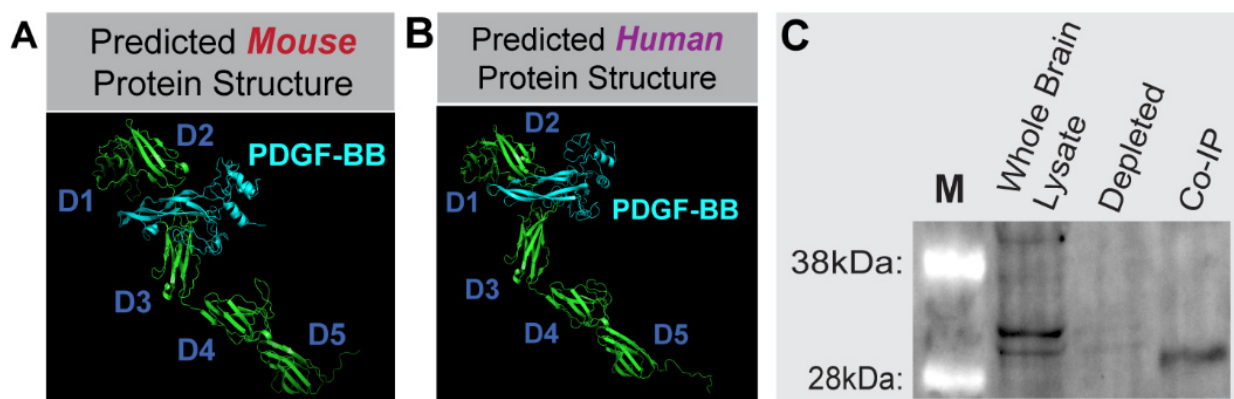 A
Predicted Mouse
Protein Structure
D2
PDGF-BB
D1
D3
D4
D5
B
Predicted Human
Protein Structure
D2
D1
PDGF-BB
D3
D4
D5
C
M
Whole Brain
Lysate
Depleted
Co-IP
38kDa:
28kDa: